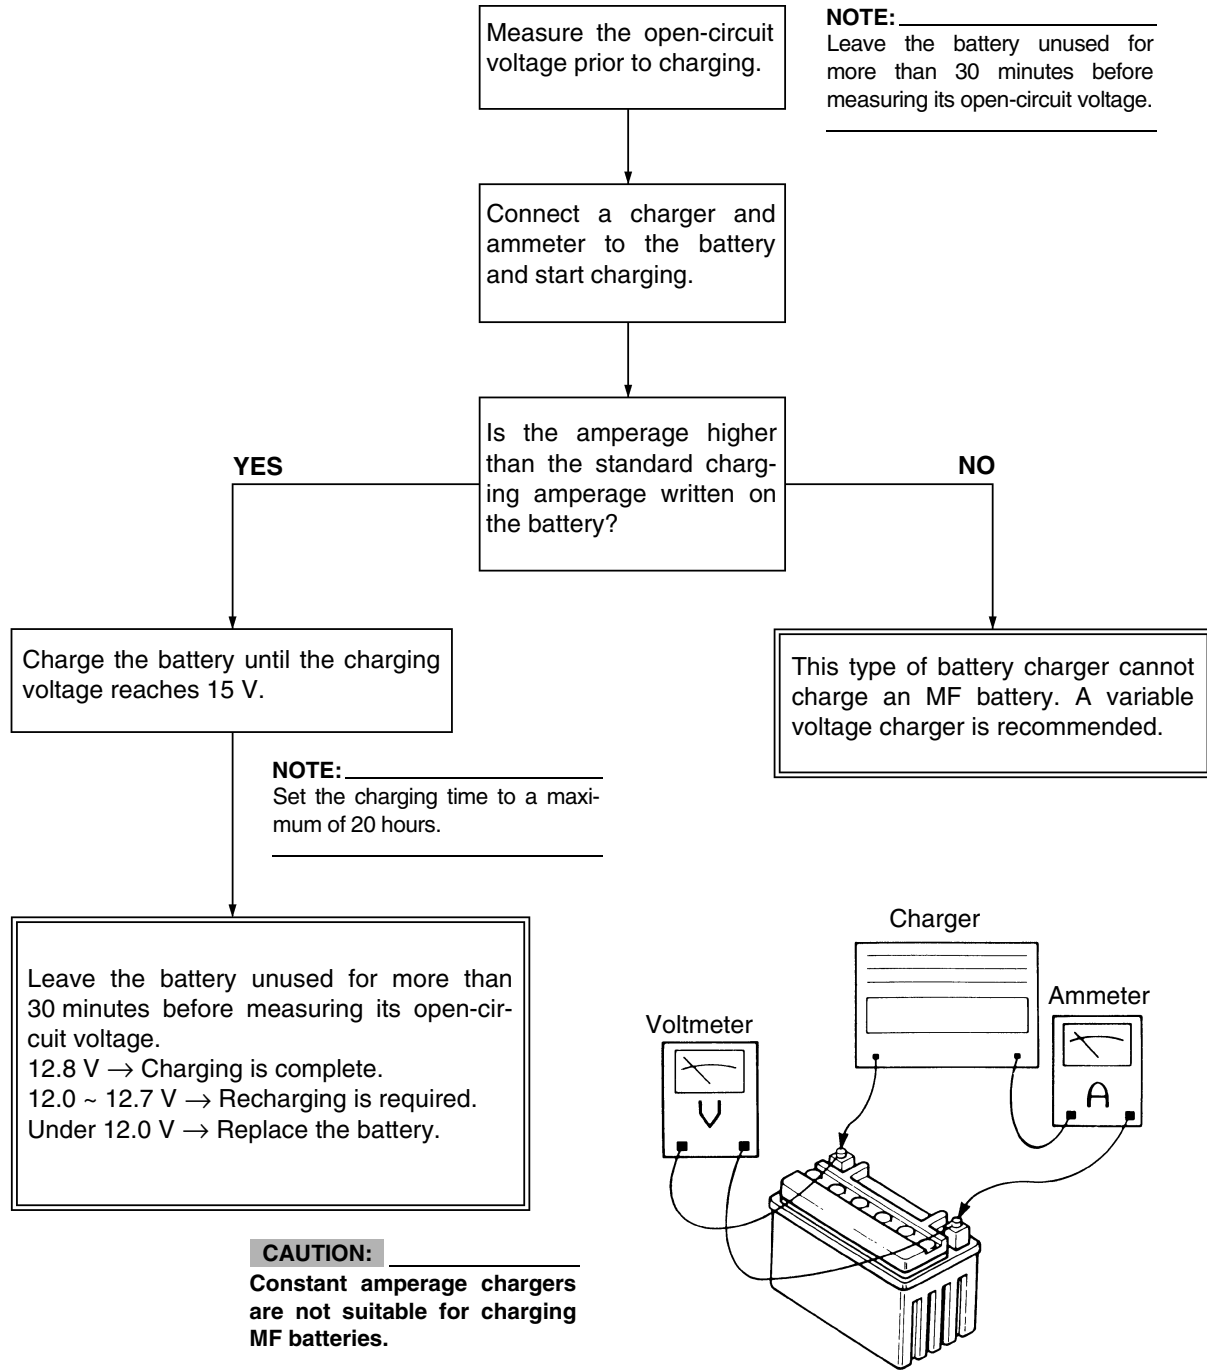 Measure the open-circuit
voltage prior to charging.
NOTE:
Leave the battery unused for
more than 30 minutes before
measuring its open-circuit voltage.
Connect a charger and
ammeter to the battery
and start charging.
Is the amperage higher
than the standard charg-
ing amperage written on
the battery?
YES
NO
Charge the battery until the charging
voltage reaches 15 V.
This type of battery charger cannot
charge an MF battery. A variable
voltage charger is recommended.
NOTE:
Set the charging time to a maxi-
mum of 20 hours.
Leave the battery unused for more than
30 minutes before measuring its open-cir-
cuit voltage.
12.8 V → Charging is complete.
12.0 ~ 12.7 V → Recharging is required.
Under 12.0 V → Replace the battery.
Charger
Voltmeter
Ammeter
V
A
CAUTION:
Constant amperage chargers
are not suitable for charging
MF batteries.